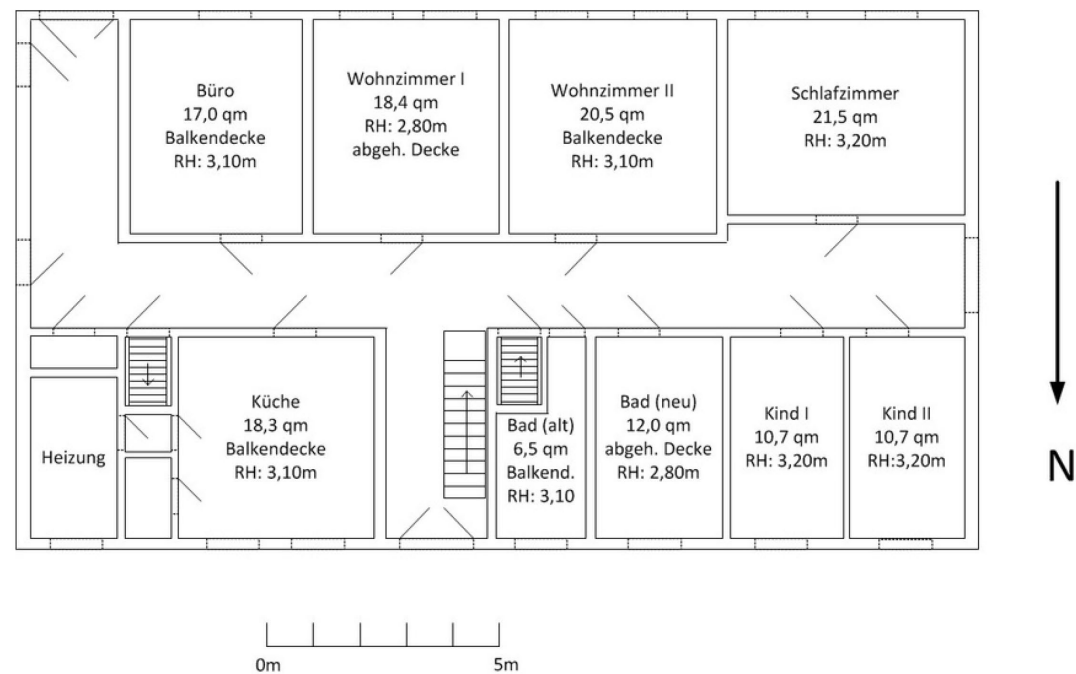 Büro
17,0 qm
Balkendecke
RH: 3,10m
Wohnzimmer I
18,4 qm
RH: 2,80m
abgeh. Decke
Wohnzimmer II
20,5 qm
Balkendecke
RH: 3,10m
Schlafzimmer
21,5 qm
RH: 3,20m
Heizung
Küche
18,3 qm
Balkendecke
RH: 3,10m
Bad (alt)
6,5 qm
Balkend.
RH: 3,10
Bad (neu)
12,0 qm
abgeh. Decke
RH: 2,80m
Kind I
10,7 qm
RH: 3,20m
Kind II
10,7 qm
RH:3,20m
N
0m
5m